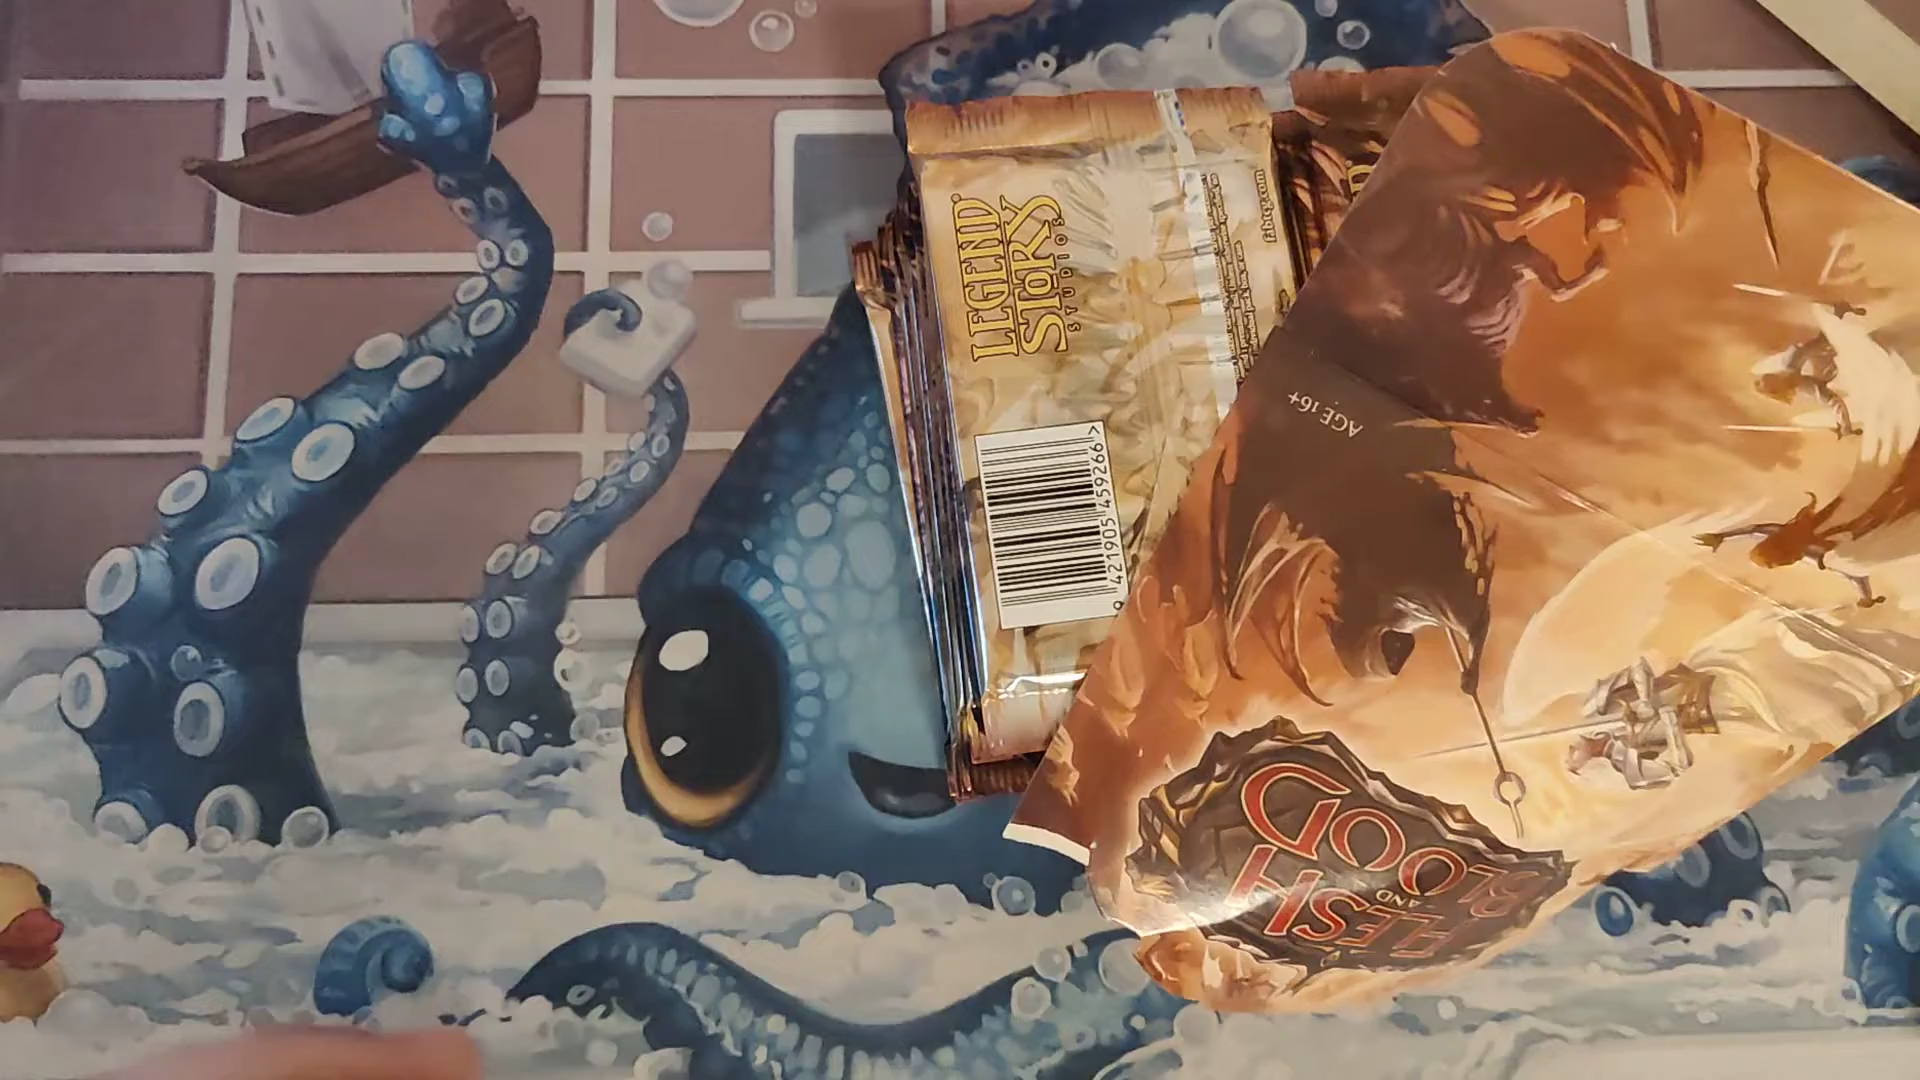 LEGEND
STORY
STUDIOS
fabtcg.com
9 421905 459266 >
AGE 16+
FLESH
AND
BLOOD